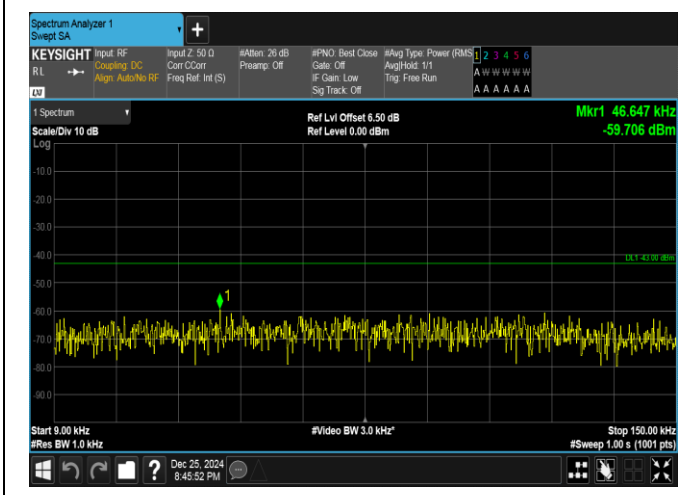 Spectrum Analyzer 1
Swept SA
+
KEYSIGHT
RL
LXI
Input: RF
Coupling: DC
Align: Auto/No RF
Input Z: 50 Ω
Corr CCorr
Freq Ref: Int (S)
#Atten: 26 dB
Preamp: Off
#PNO: Best Close
Gate: Off
IF Gain: Low
Sig Track: Off
#Avg Type: Power (RMS
Avg|Hold: 1/1
Trig: Free Run
1 2 3 4 5 6
A W W W W W
A A A A A A
1 Spectrum
Scale/Div 10 dB
Log
Ref Lvl Offset 6.50 dB
Ref Level 0.00 dBm
Mkr1 46.647 kHz
-59.706 dBm
-10.0
-20.0
-30.0
-40.0
DL1 -43.00 dBm
-50.0
1
-60.0
-70.0
-80.0
-90.0
Start 9.00 kHz
#Res BW 1.0 kHz
#Video BW 3.0 kHz*
Stop 150.00 kHz
#Sweep 1.00 s (1001 pts)
?
Dec 25, 2024
8:45:52 PM